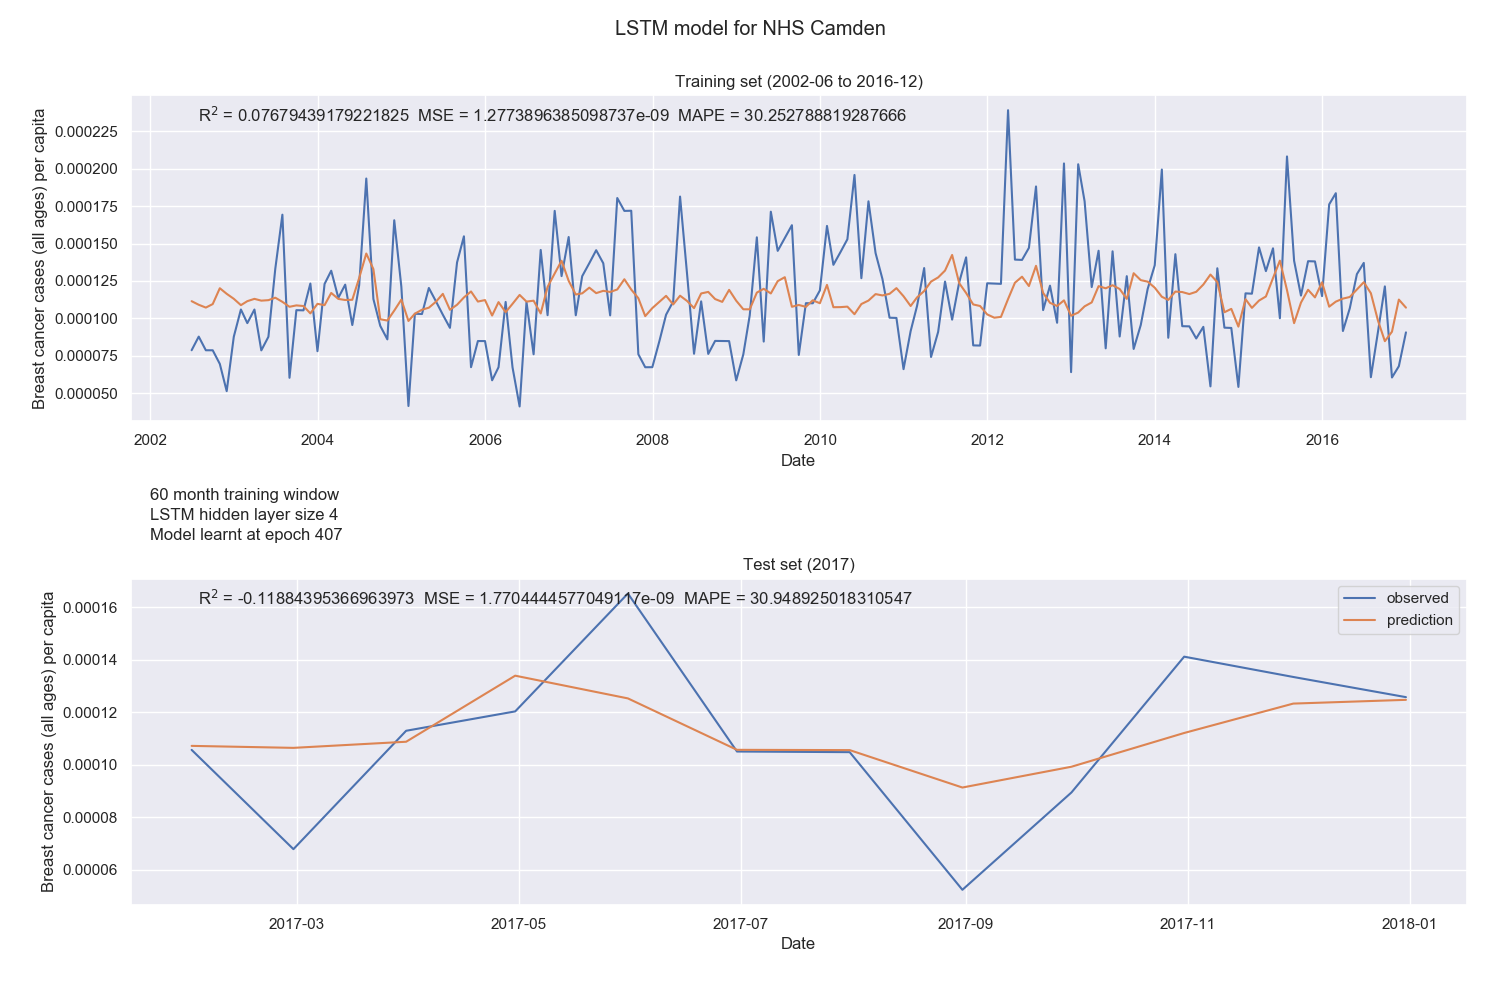 LSTM model for NHS Camden
Training set (2002-06 to 2016-12)
R² = 0.07679439179221825 MSE = 1.2773896385098737e-09 MAPE = 30.252788819287666
Breast cancer cases (all ages) per capita
0.000225
0.000200
0.000175
0.000150
0.000125
0.000100
0.000075
0.000050
2002 2004 2006 2008 2010 2012 2014 2016
Date
60 month training window
LSTM hidden layer size 4
Model learnt at epoch 407
Test set (2017)
R² = -0.11884395366963973 MSE = 1.7704444577049117e-09 MAPE = 30.948925018310547
observed
prediction
Breast cancer cases (all ages) per capita
0.00016
0.00014
0.00012
0.00010
0.00008
0.00006
2017-03 2017-05 2017-07 2017-09 2017-11 2018-01
Date